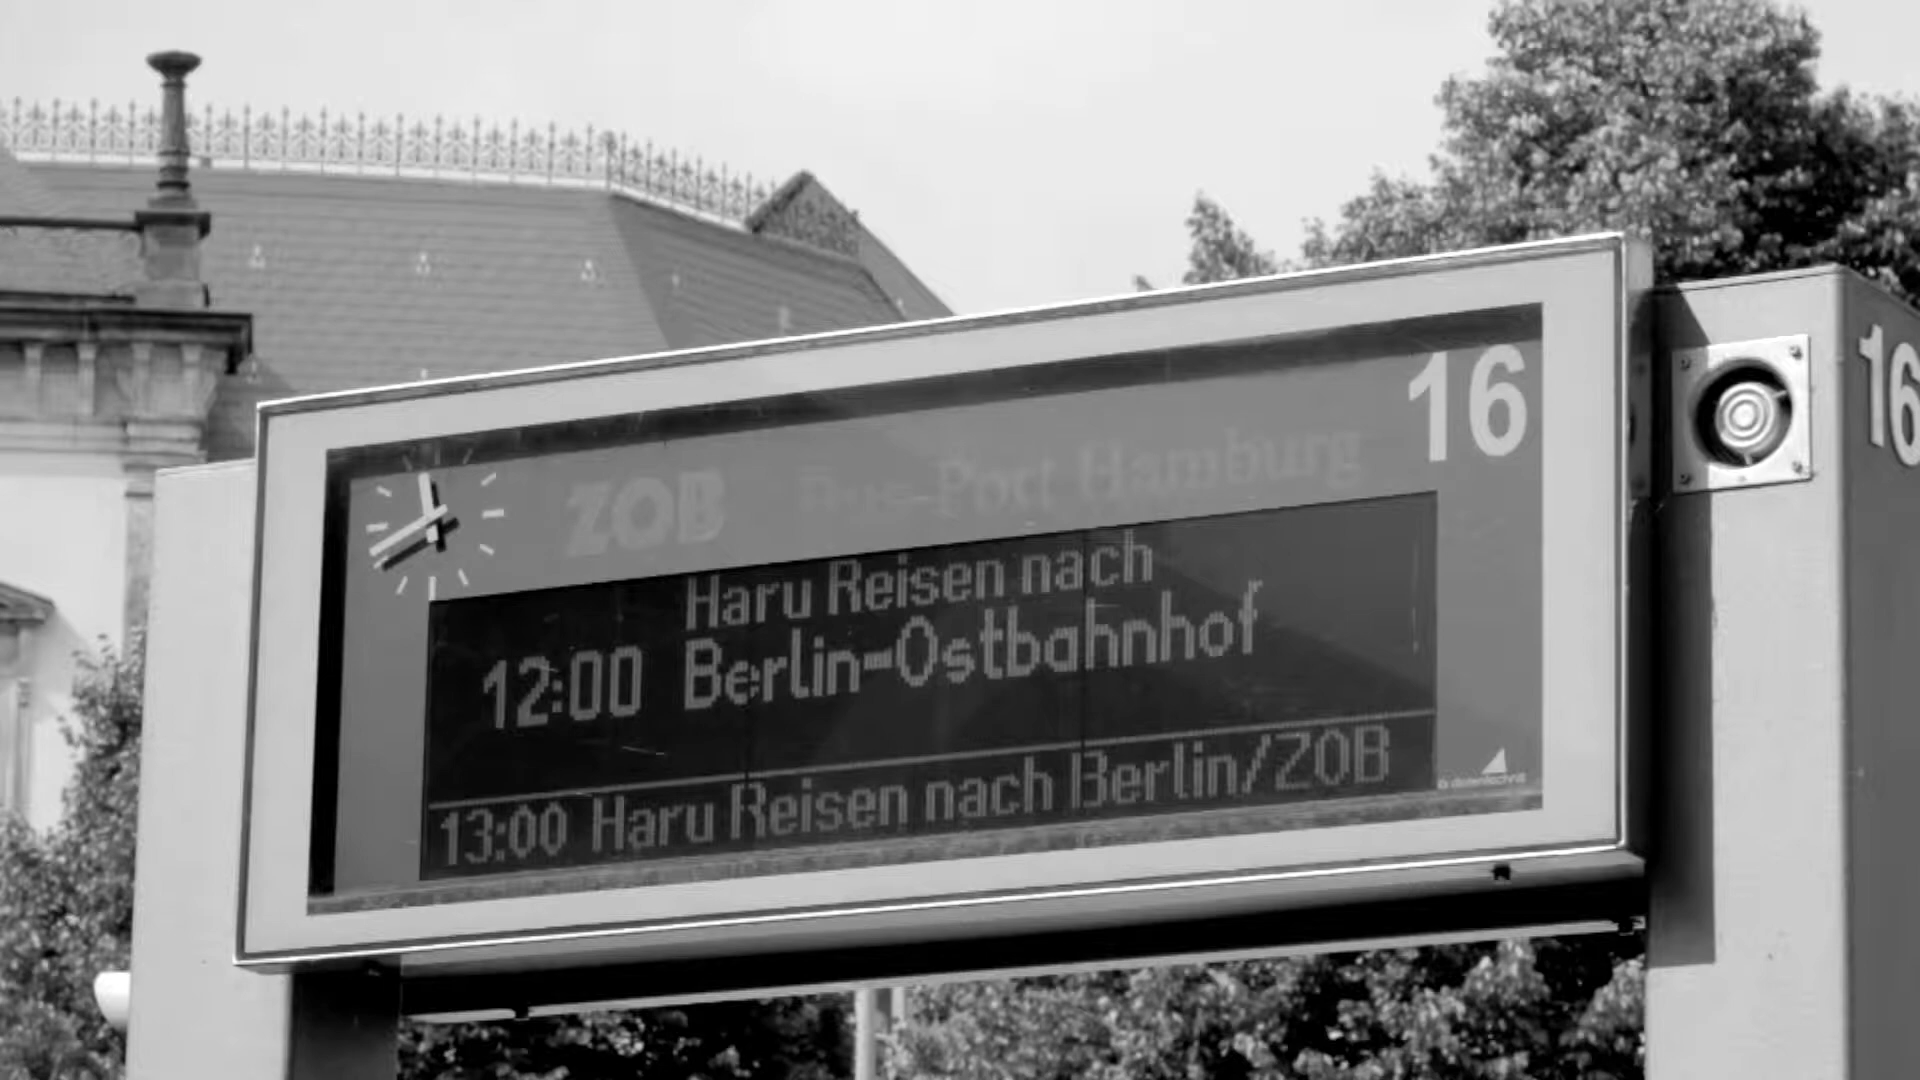 16
16
ZOB Bus-Port Hamburg
Haru Reisen nach
12:00 Berlin-Ostbahnhof
13:00 Haru Reisen nach Berlin/ZOB